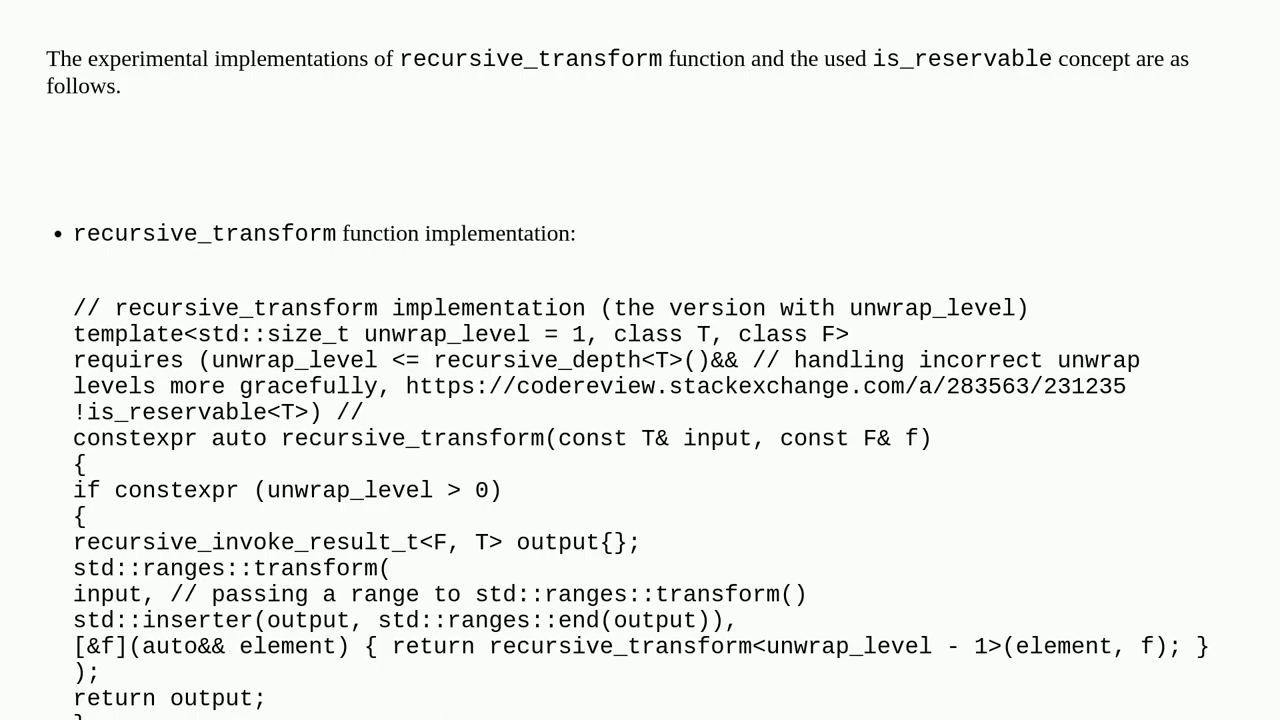 The experimental implementations of recursive_transform function and the used is_reservable concept are as
follows.
• recursive_transform function implementation:
// recursive_transform implementation (the version with unwrap_level)
template<std::size_t unwrap_level = 1, class T, class F>
requires (unwrap_level <= recursive_depth<T>()&& // handling incorrect unwrap
levels more gracefully, https://codereview.stackexchange.com/a/283563/231235
!is_reservable<T>) //
constexpr auto recursive_transform(const T& input, const F& f)
{
if constexpr (unwrap_level > 0)
{
recursive_invoke_result_t<F, T> output{};
std::ranges::transform(
input, // passing a range to std::ranges::transform()
std::inserter(output, std::ranges::end(output)),
[&f](auto&& element) { return recursive_transform<unwrap_level - 1>(element, f); }
);
return output;
}